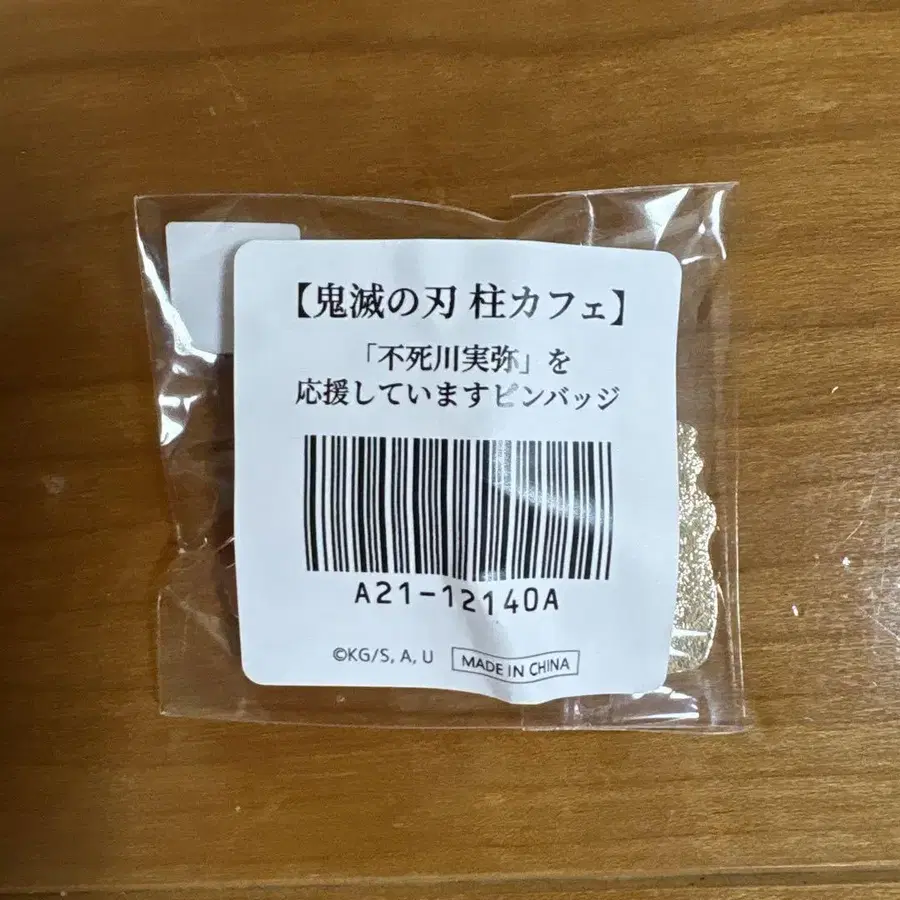 【鬼滅の刃 柱カフェ】
「不死川実弥」を
応援していますピンバッジ
A21-12140A
©KG/S, A, U
MADE IN CHINA